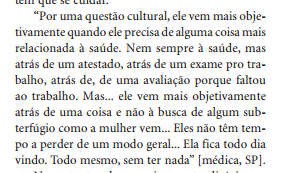 tem que se cuidar.
“Por uma questão cultural, ele vem mais obje-
tivamente quando ele precisa de alguma coisa mais
relacionada à saúde. Nem sempre à saúde, mas
atrás de um atestado, atrás de um exame pro tra-
balho, atrás de, de uma avaliação porque faltou
ao trabalho. Mas... ele vem mais objetivamente
atrás de uma coisa e não à busca de algum sub-
terfúgio como a mulher vem... Eles não têm tem-
po a perder de um modo geral... Ela fica todo dia
vindo. Todo mesmo, sem ter nada” [médica, SP].